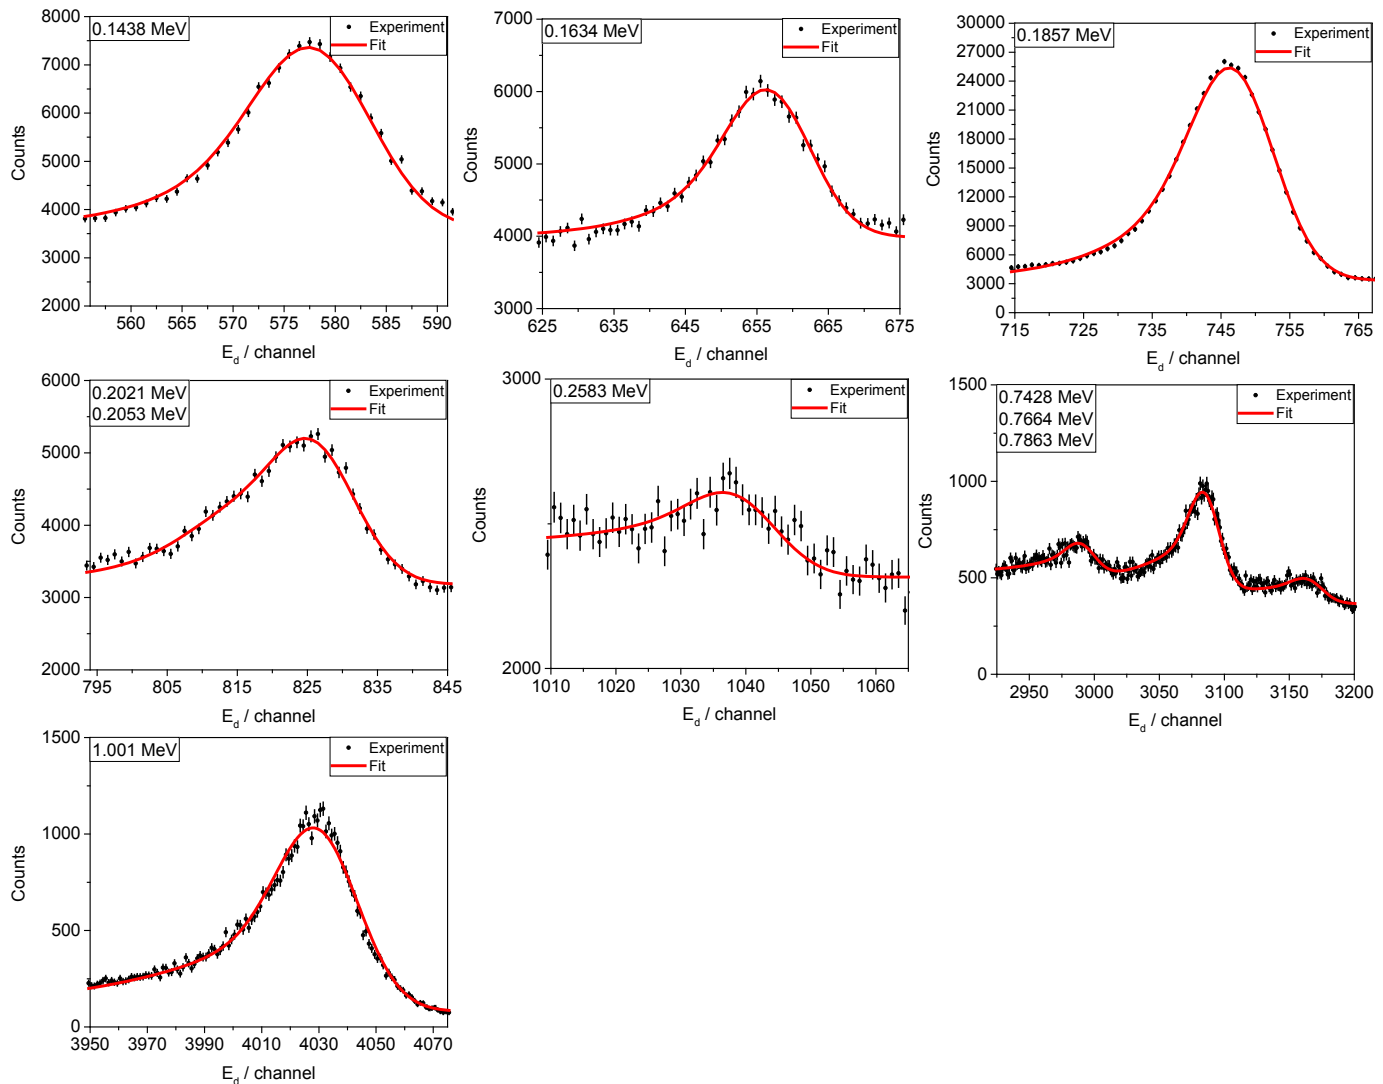 0.1438 MeV
Experiment
Fit
8000
7000
6000
5000
4000
3000
2000
Counts
560 565 570 575 580 585 590
E_d / channel
0.1634 MeV
Experiment
Fit
7000
6000
5000
4000
3000
Counts
625 635 645 655 665 675
E_d / channel
0.1857 MeV
Experiment
Fit
30000
27000
24000
21000
18000
15000
12000
9000
6000
3000
0
Counts
715 725 735 745 755 765
E_d / channel
0.2021 MeV
0.2053 MeV
Experiment
Fit
6000
5000
4000
3000
2000
Counts
795 805 815 825 835 845
E_d / channel
0.2583 MeV
Experiment
Fit
3000
2000
Counts
1010 1020 1030 1040 1050 1060
E_d / channel
0.7428 MeV
0.7664 MeV
0.7863 MeV
Experiment
Fit
1500
1000
500
0
Counts
2950 3000 3050 3100 3150 3200
E_d / channel
1.001 MeV
Experiment
Fit
1500
1000
500
0
Counts
3950 3970 3990 4010 4030 4050 4070
E_d / channel